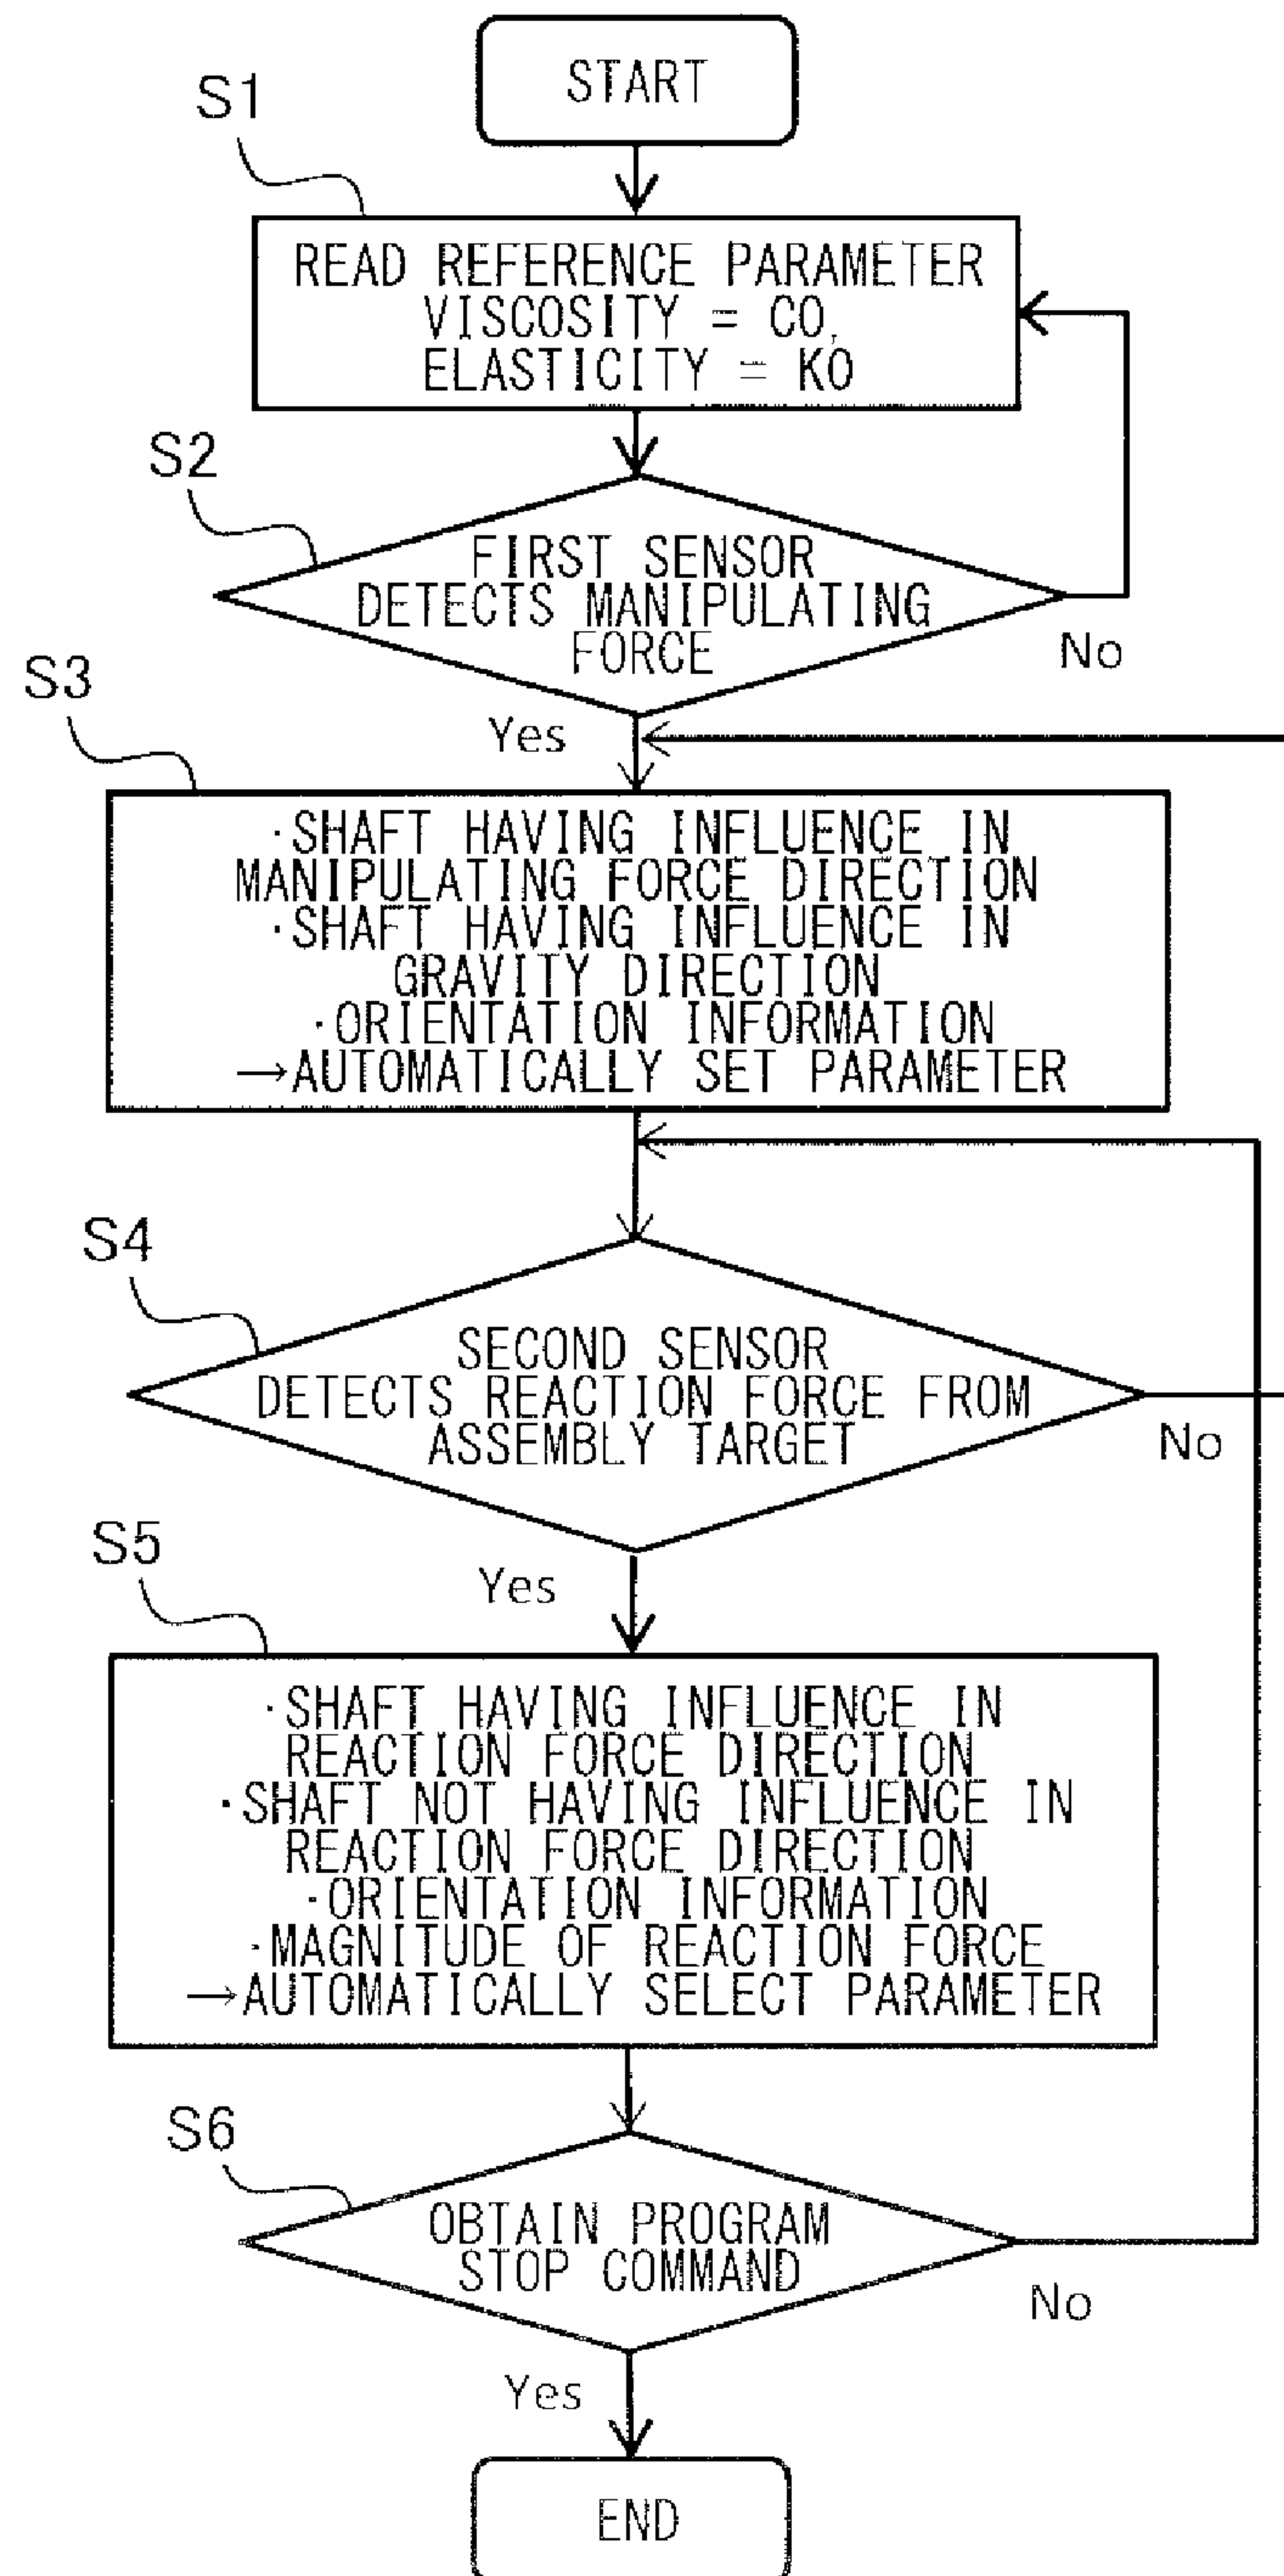 START
S1
READ REFERENCE PARAMETER
VISCOSITY = C0,
ELASTICITY = K0
S2
FIRST SENSOR
DETECTS MANIPULATING
FORCE
No
S3
Yes
·SHAFT HAVING INFLUENCE IN
MANIPULATING FORCE DIRECTION
·SHAFT HAVING INFLUENCE IN
GRAVITY DIRECTION
·ORIENTATION INFORMATION
→AUTOMATICALLY SET PARAMETER
S4
SECOND SENSOR
DETECTS REACTION FORCE FROM
ASSEMBLY TARGET
No
S5
Yes
·SHAFT HAVING INFLUENCE IN
REACTION FORCE DIRECTION
·SHAFT NOT HAVING INFLUENCE IN
REACTION FORCE DIRECTION
·ORIENTATION INFORMATION
·MAGNITUDE OF REACTION FORCE
→AUTOMATICALLY SELECT PARAMETER
S6
OBTAIN PROGRAM
STOP COMMAND
No
Yes
END